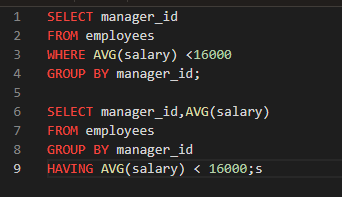 1 SELECT manager_id
2 FROM employees
3 WHERE AVG(salary) <16000
4 GROUP BY manager_id;
5
6 SELECT manager_id,AVG(salary)
7 FROM employees
8 GROUP BY manager_id
9 HAVING AVG(salary) < 16000;s